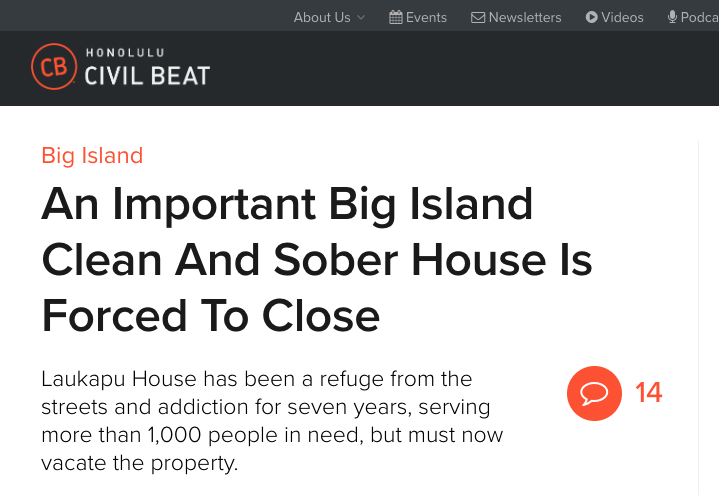 About Us Events Newsletters Videos Podca
HONOLULU
CB CIVIL BEAT
Big Island
An Important Big Island
Clean And Sober House Is
Forced To Close
Laukapu House has been a refuge from the
streets and addiction for seven years, serving
more than 1,000 people in need, but must now
vacate the property.
14